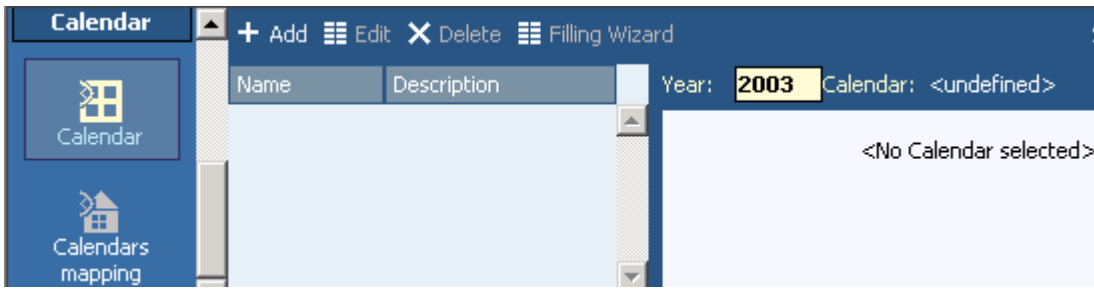 Calendar
Add Edit Delete Filling Wizard
Name Description
Year: 2003 Calendar: <undefined>
<No Calendar selected>
Calendar
Calendars
mapping